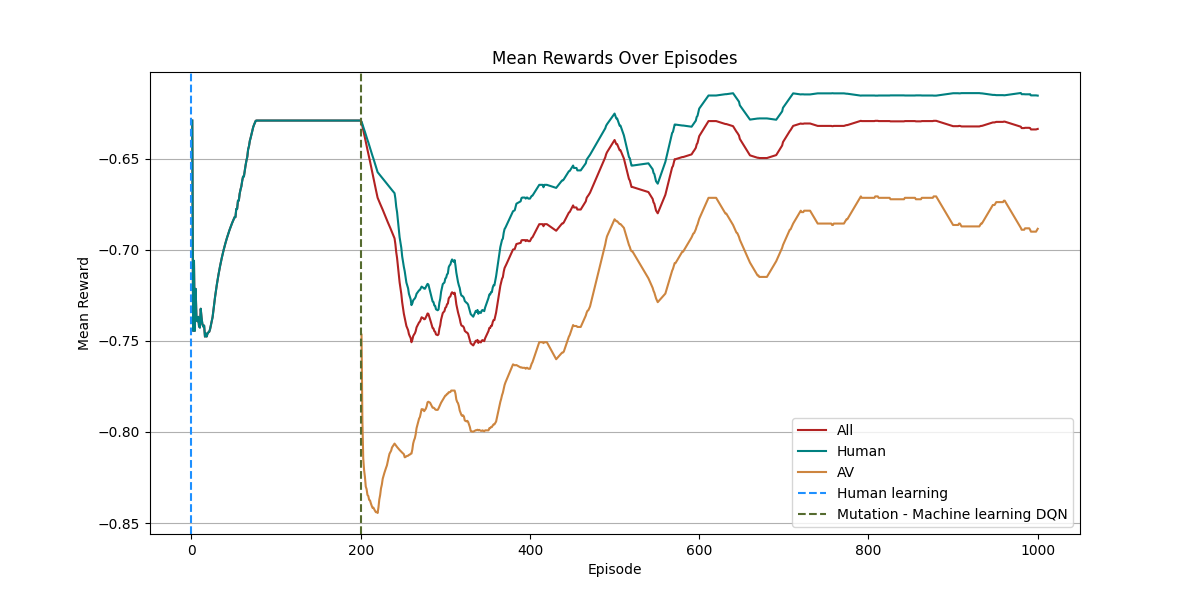 Mean Rewards Over Episodes
Mean Reward
−0.65
−0.70
−0.75
−0.80
−0.85
0 200 400 600 800 1000
Episode
All
Human
AV
Human learning
Mutation - Machine learning DQN